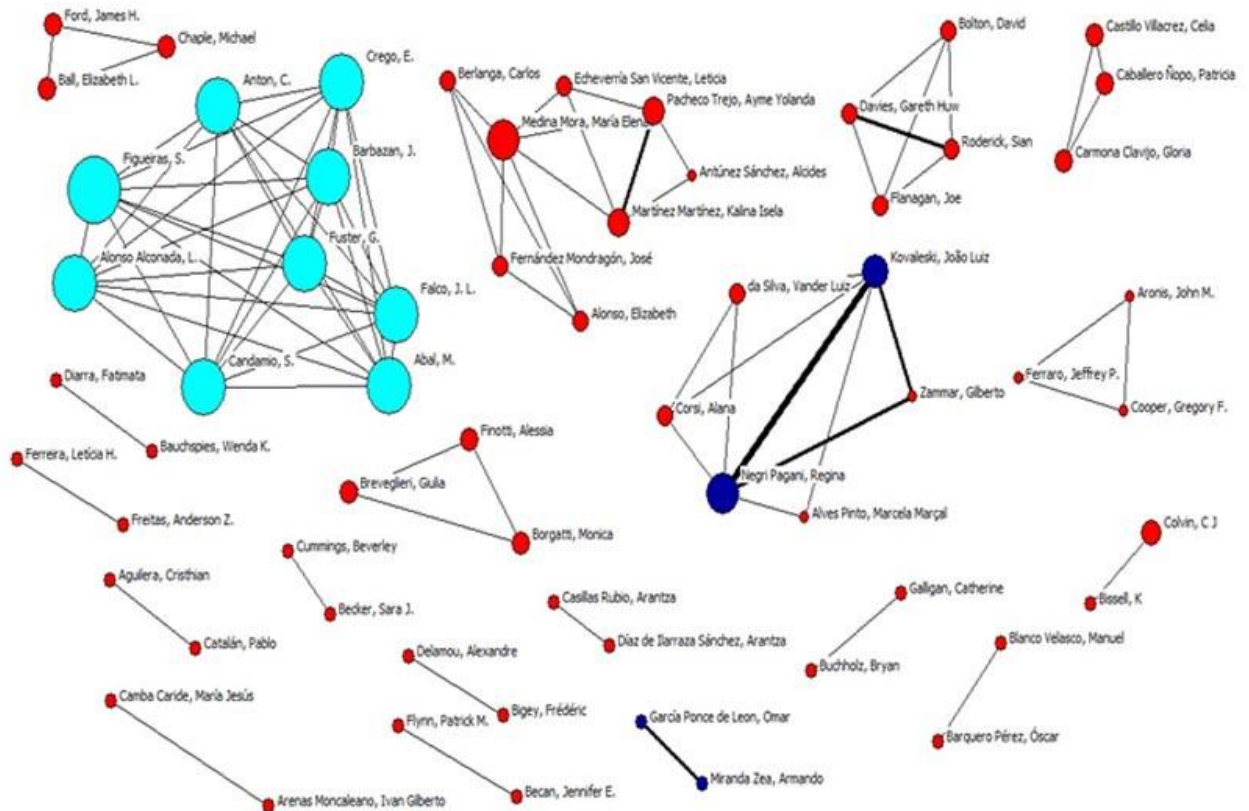 Ford, James H.
Chaple, Michael
Ball, Elizabeth L.
Anton, C.
Crego, E.
Barbazan, J.
Figueiras, S.
Fuster, G.
Alonso Alconada, L.
Falco, J. L.
Candamio, S.
Abal, M.
Berlanga, Carlos
Echeverría San Vicente, Leticia
Pacheco Trejo, Ayme Yolanda
Medina Mora, María Elena
Antúnez Sánchez, Alcides
Martínez Martínez, Kalina Isela
Fernández Mondragón, José
Alonso, Elizabeth
Bolton, David
Davies, Gareth Huw
Roderick, Sian
Flanagan, Joe
Castillo Villacrez, Celia
Caballero Ñopo, Patricia
Carmona Clavijo, Gloria
Kovaleski, João Luiz
da Silva, Vander Luiz
Corsi, Alana
Zammar, Gilberto
Negri Pagani, Regina
Alves Pinto, Marcela Marçal
Aronis, John M.
Ferraro, Jeffrey P.
Cooper, Gregory F.
Diarra, Fatimata
Bauchspies, Wenda K.
Ferreira, Letícia H.
Freitas, Anderson Z.
Finotti, Alessia
Breveglieri, Giulia
Borgatti, Monica
Cummings, Beverley
Becker, Sara J.
Aguilera, Cristhian
Catalán, Pablo
Casillas Rubio, Arantza
Díaz de Ilarraza Sánchez, Arantza
Colvin, C J
Bissell, K
Galligan, Catherine
Buchholz, Bryan
Blanco Velasco, Manuel
Barquero Pérez, Óscar
Delamou, Alexandre
Bigey, Frédéric
Camba Caride, María Jesús
Arenas Moncaleano, Ivan Gilberto
Flynn, Patrick M.
Becan, Jennifer E.
García Ponce de Leon, Omar
Miranda Zea, Armando